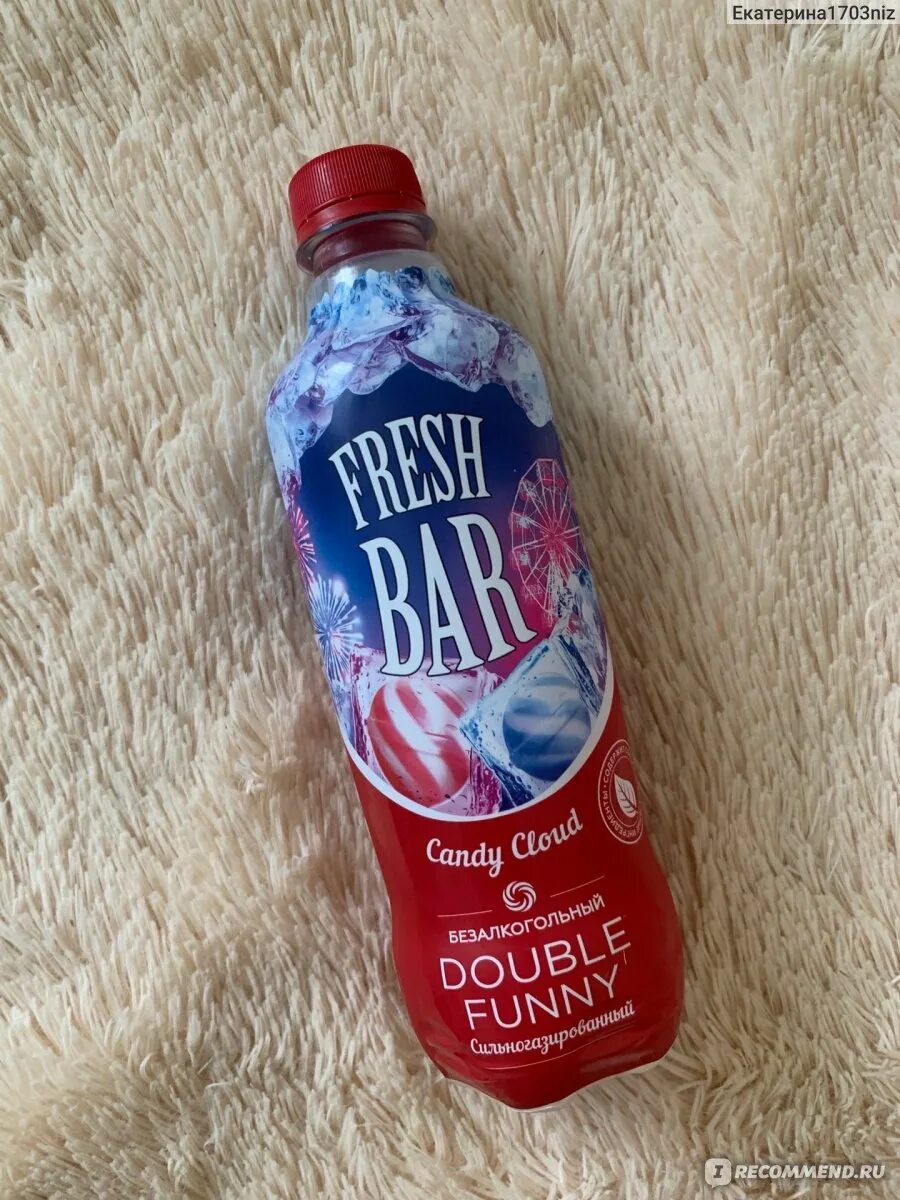 Екатерина1703niz
FRESH
BAR
Candy Cloud
БЕЗАЛКОГОЛЬНЫЙ
DOUBLE
FUNNY
Сильногазированный
I RECOMMEND.RU